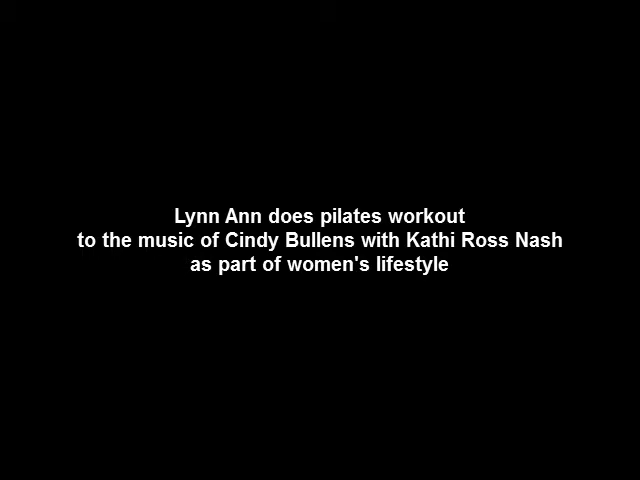 Lynn Ann does pilates workout
to the music of Cindy Bullens with Kathi Ross Nash
as part of women's lifestyle